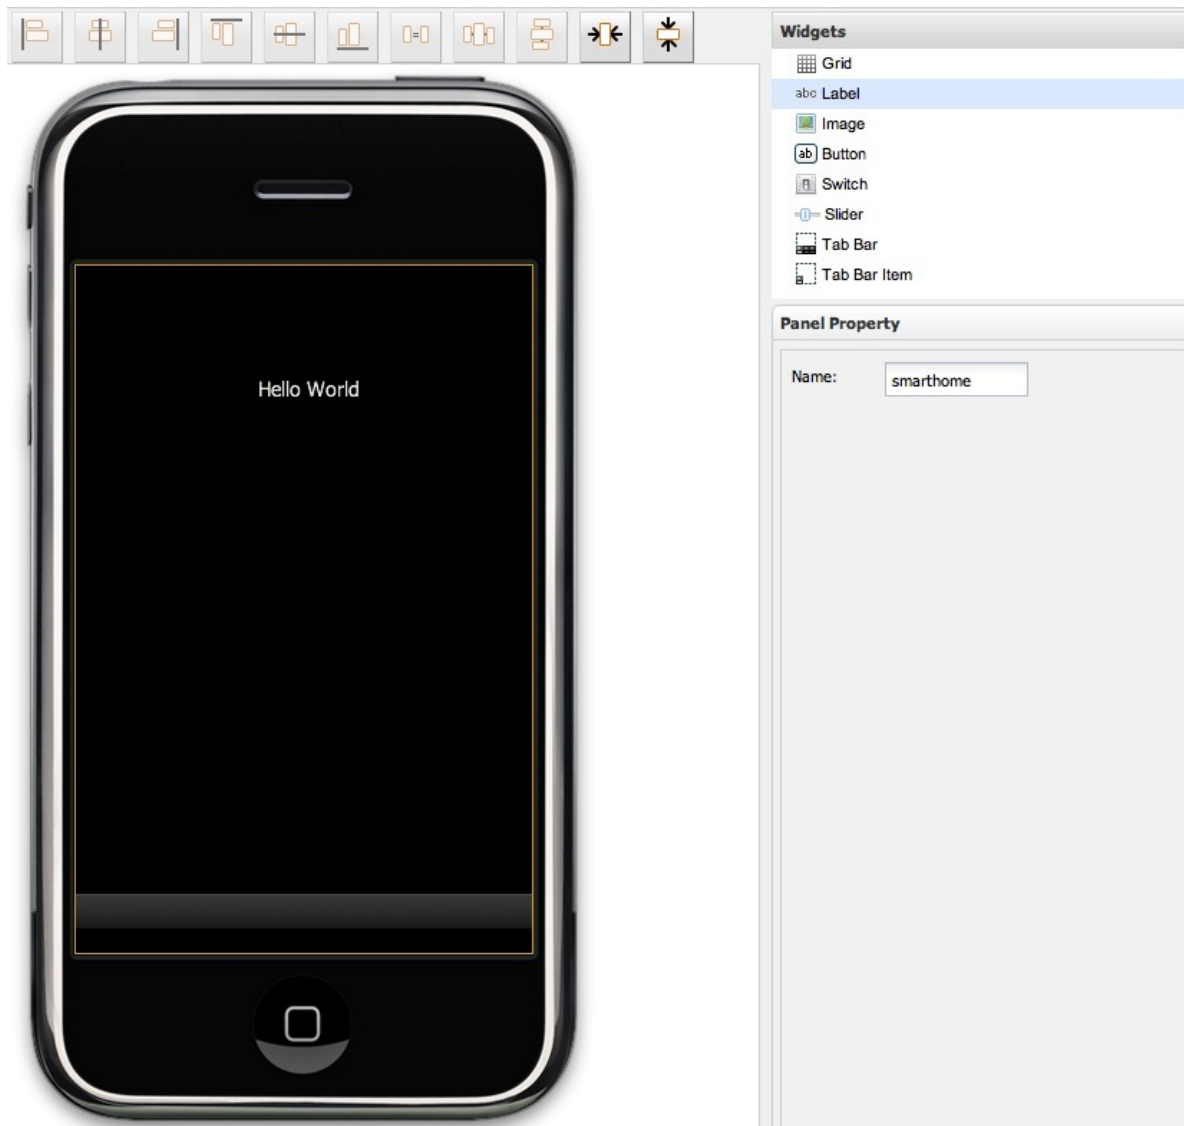 Widgets
Grid
abc Label
Image
ab Button
Switch
Slider
Tab Bar
Tab Bar Item
Panel Property
Name: smarthome
Hello World